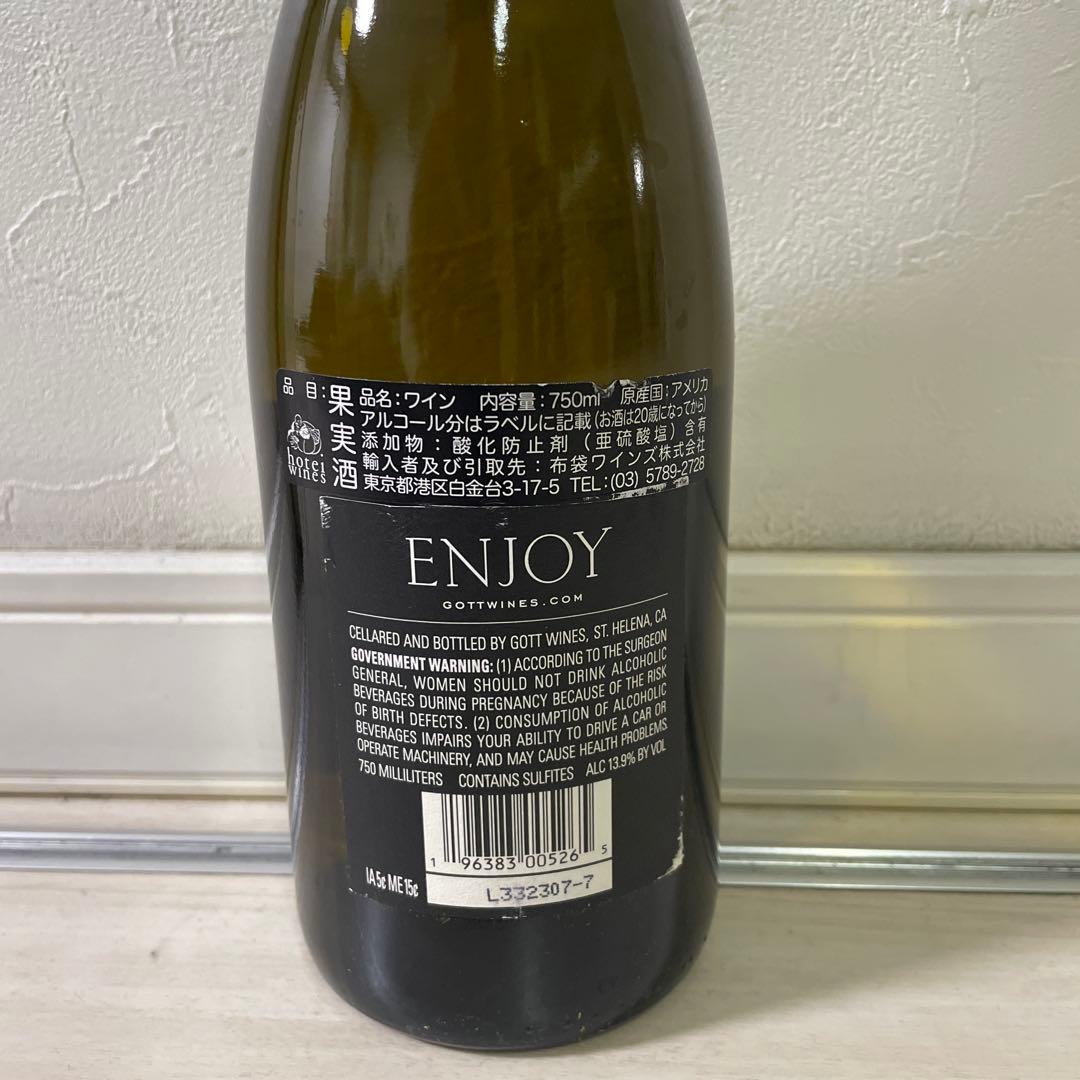 品 目：果実酒
hotei
wines
品名：ワイン 内容量：750ml 原産国：アメリカ
アルコール分はラベルに記載（お酒は20歳になってから）
添加物：酸化防止剤（亜硫酸塩）含有
輸入者及び引取先：布袋ワインズ株式会社
東京都港区白金台3-17-5 TEL：(03) 5789-2728
ENJOY
GOTTWINES.COM
CELLARED AND BOTTLED BY GOTT WINES, ST. HELENA, CA
GOVERNMENT WARNING: (1) ACCORDING TO THE SURGEON
GENERAL, WOMEN SHOULD NOT DRINK ALCOHOLIC
BEVERAGES DURING PREGNANCY BECAUSE OF THE RISK
OF BIRTH DEFECTS. (2) CONSUMPTION OF ALCOHOLIC
BEVERAGES IMPAIRS YOUR ABILITY TO DRIVE A CAR OR
OPERATE MACHINERY, AND MAY CAUSE HEALTH PROBLEMS.
750 MILLILITERS CONTAINS SULFITES ALC 13.9% BY VOL
1 96383 00526 5
IA 5¢ ME 15¢
L332307-7